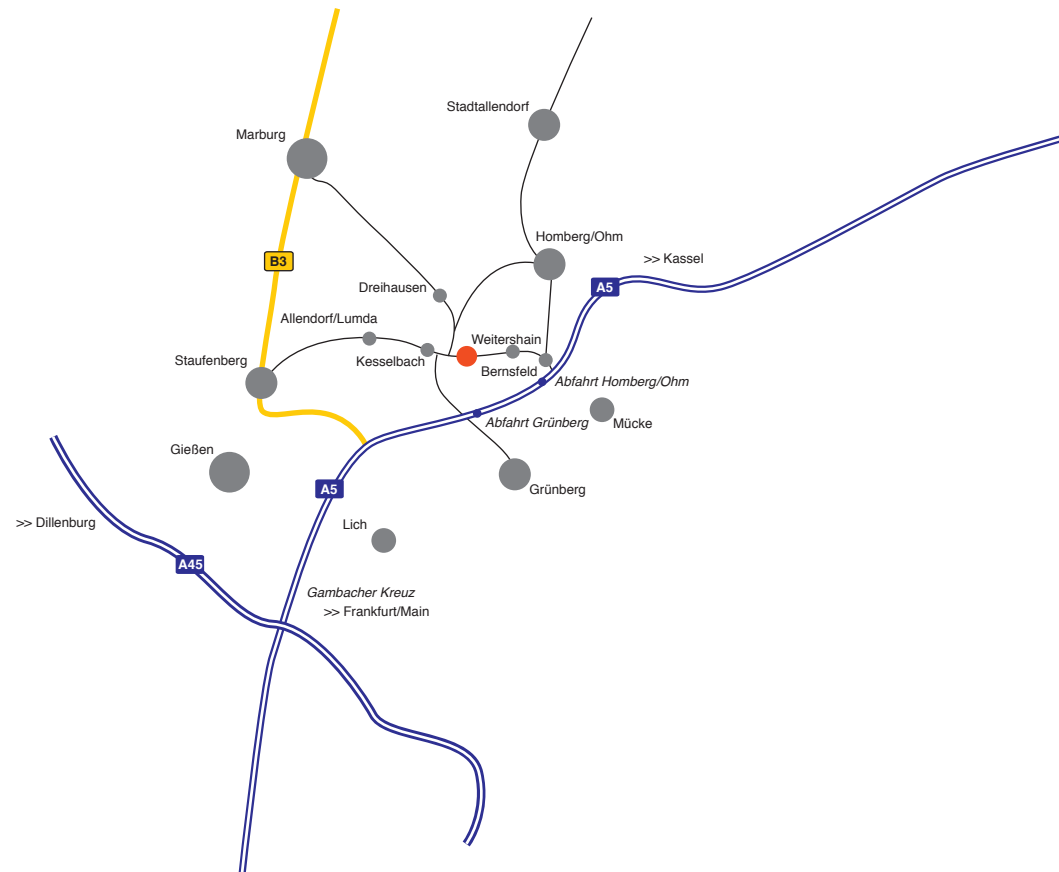 Stadtallendorf
Marburg
Homberg/Ohm
>> Kassel
B3
A5
Dreihausen
Allendorf/Lumda
Weitershain
Kesselbach
Staufenberg
Bernsfeld
Abfahrt Homberg/Ohm
Abfahrt Grünberg
Mücke
Gießen
A5
Grünberg
>> Dillenburg
Lich
A45
Gambacher Kreuz
>> Frankfurt/Main